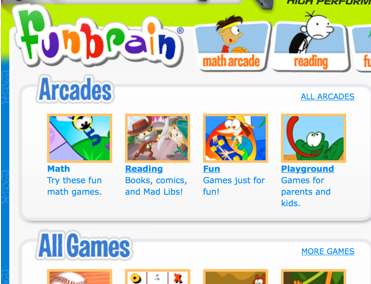 HIGH PERFORM
funbrain®
math arcade
reading
fu
Arcades
ALL ARCADES
Math
Try these fun
math games.
Reading
Books, comics,
and Mad Libs!
Fun
Games just for
fun!
Playground
Games for
parents and
kids.
All Games
MORE GAMES